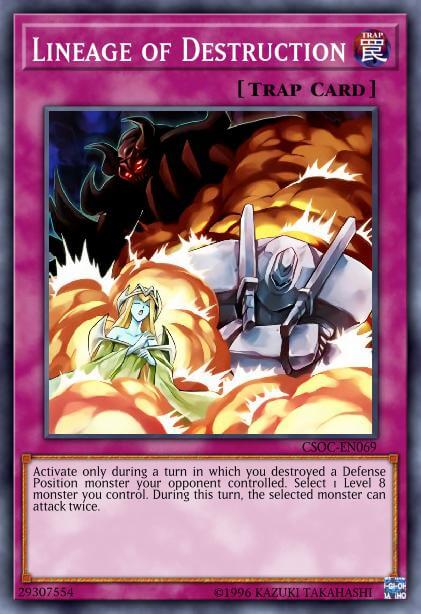 LINEAGE OF DESTRUCTION
TRAP
罠
[TRAP CARD]
CSOC-EN069
Activate only during a turn in which you destroyed a Defense
Position monster your opponent controlled. Select 1 Level 8
monster you control. During this turn, the selected monster can
attack twice.
29307554
©1996 KAZUKI TAKAHASHI